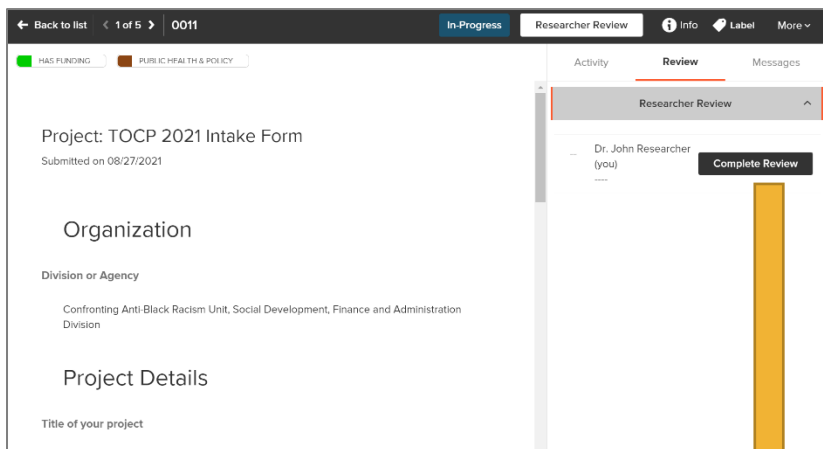 Back to list 1 of 5 0011 In-Progress Researcher Review Info Label More
HAS FUNDING PUBLIC HEALTH & POLICY
Activity Review Messages
Researcher Review
Project: TOCP 2021 Intake Form
Submitted on 08/27/2021
-- Dr. John Researcher
(you)
----
Complete Review
Organization
Division or Agency
Confronting Anti-Black Racism Unit, Social Development, Finance and Administration
Division
Project Details
Title of your project